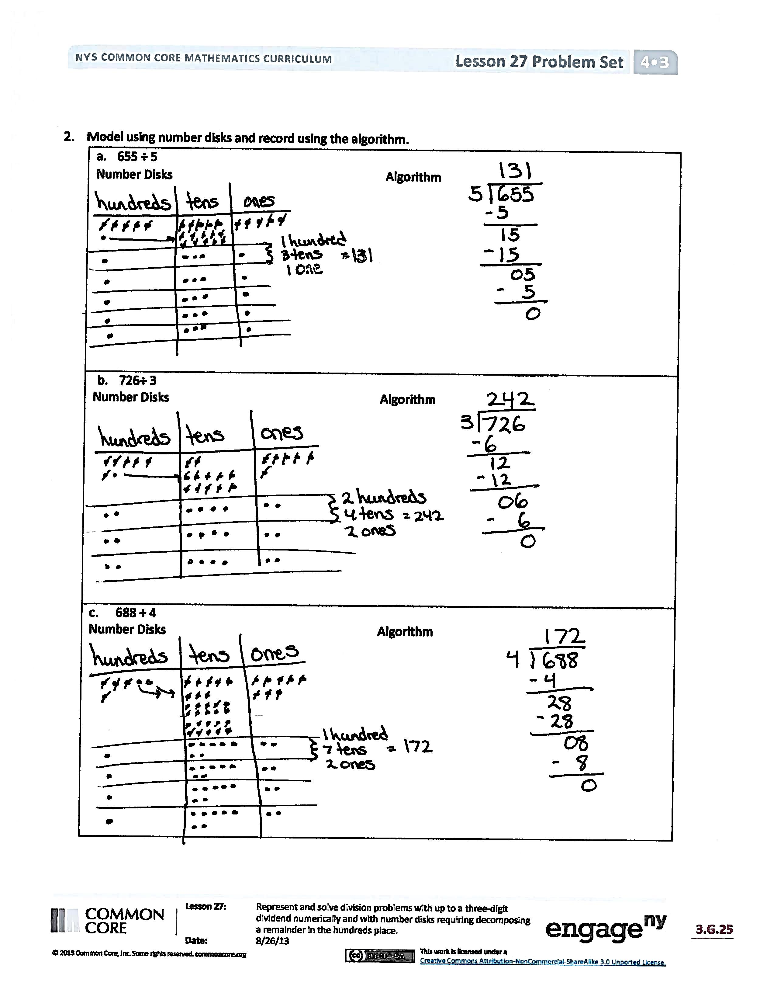 NYS COMMON CORE MATHEMATICS CURRICULUM
Lesson 27 Problem Set
4•3
2. Model using number disks and record using the algorithm.
a. 655 ÷ 5
Number Disks
hundreds tens ones
1 hundred
3 tens = 131
1 one
Algorithm
131
5 655
-5
15
-15
05
- 5
0
b. 726÷ 3
Number Disks
hundreds tens ones
2 hundreds
4 tens = 242
2 ones
Algorithm
242
3 726
-6
12
-12
06
- 6
0
c. 688 ÷ 4
Number Disks
hundreds tens ones
1 hundred
7 tens = 172
2 ones
Algorithm
172
4 688
-4
28
-28
08
- 8
0
COMMON
CORE
Lesson 27:
Represent and solve division problems with up to a three-digit
dividend numerically and with number disks requiring decomposing
a remainder in the hundreds place.
Date:
8/26/13
engage ny
3.G.25
© 2013 Common Core, Inc. Some rights reserved. commoncore.org
(cc) BY-NC-SA
This work is licensed under a
Creative Commons Attribution-NonCommercial-ShareAlike 3.0 Unported License.